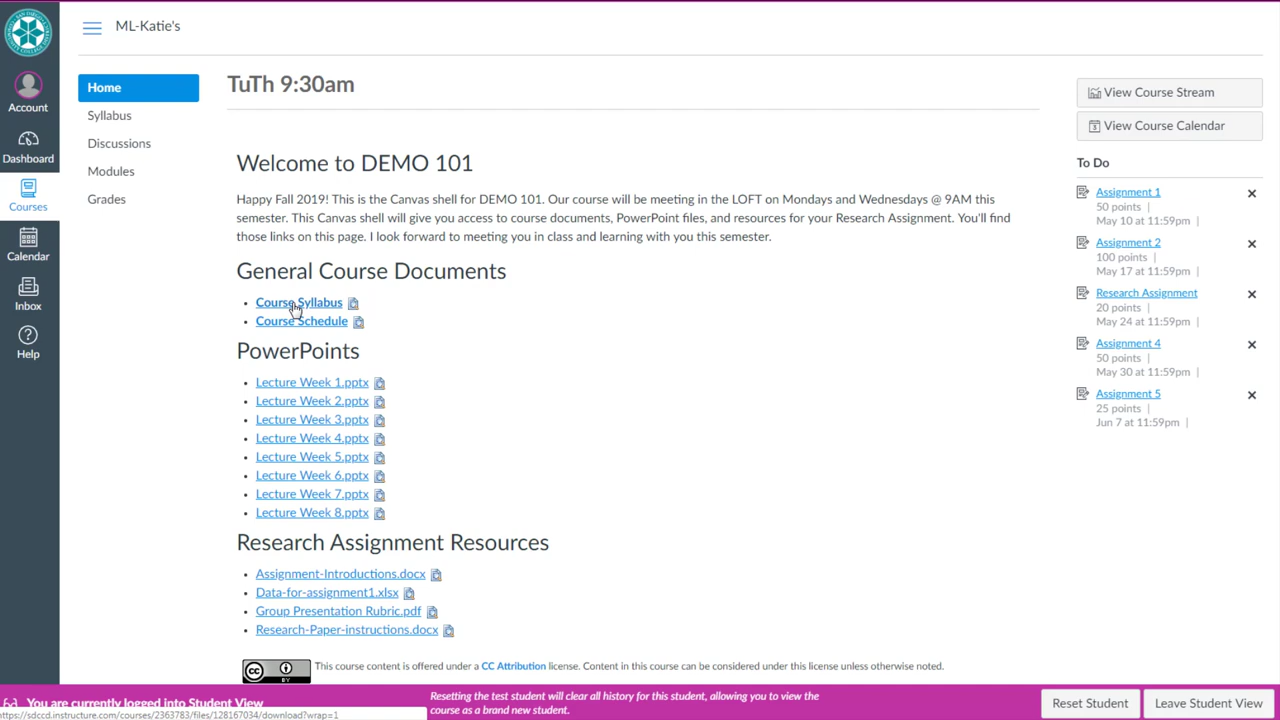 ML-Katie's
Account
Dashboard
Courses
Calendar
Inbox
Help
Home
Syllabus
Discussions
Modules
Grades
TuTh 9:30am
Welcome to DEMO 101
Happy Fall 2019! This is the Canvas shell for DEMO 101. Our course will be meeting in the LOFT on Mondays and Wednesdays @ 9AM this
semester. This Canvas shell will give you access to course documents, PowerPoint files, and resources for your Research Assignment. You'll find
those links on this page. I look forward to meeting you in class and learning with you this semester.
General Course Documents
Course Syllabus
Course Schedule
PowerPoints
Lecture Week 1.pptx
Lecture Week 2.pptx
Lecture Week 3.pptx
Lecture Week 4.pptx
Lecture Week 5.pptx
Lecture Week 6.pptx
Lecture Week 7.pptx
Lecture Week 8.pptx
Research Assignment Resources
Assignment-Introductions.docx
Data-for-assignment1.xlsx
Group Presentation Rubric.pdf
Research-Paper-instructions.docx
cc BY This course content is offered under a CC Attribution license. Content in this course can be considered under this license unless otherwise noted.
View Course Stream
View Course Calendar
To Do
Assignment 1
50 points |
May 10 at 11:59pm |
Assignment 2
100 points |
May 17 at 11:59pm |
Research Assignment
20 points |
May 24 at 11:59pm |
Assignment 4
50 points |
May 30 at 11:59pm |
Assignment 5
25 points |
Jun 7 at 11:59pm |
You are currently logged into Student View
Resetting the test student will clear all history for this student, allowing you to view the
course as a brand new student.
Reset Student
Leave Student View
https://sdccd.instructure.com/courses/2363783/files/128167034/download?wrap=1